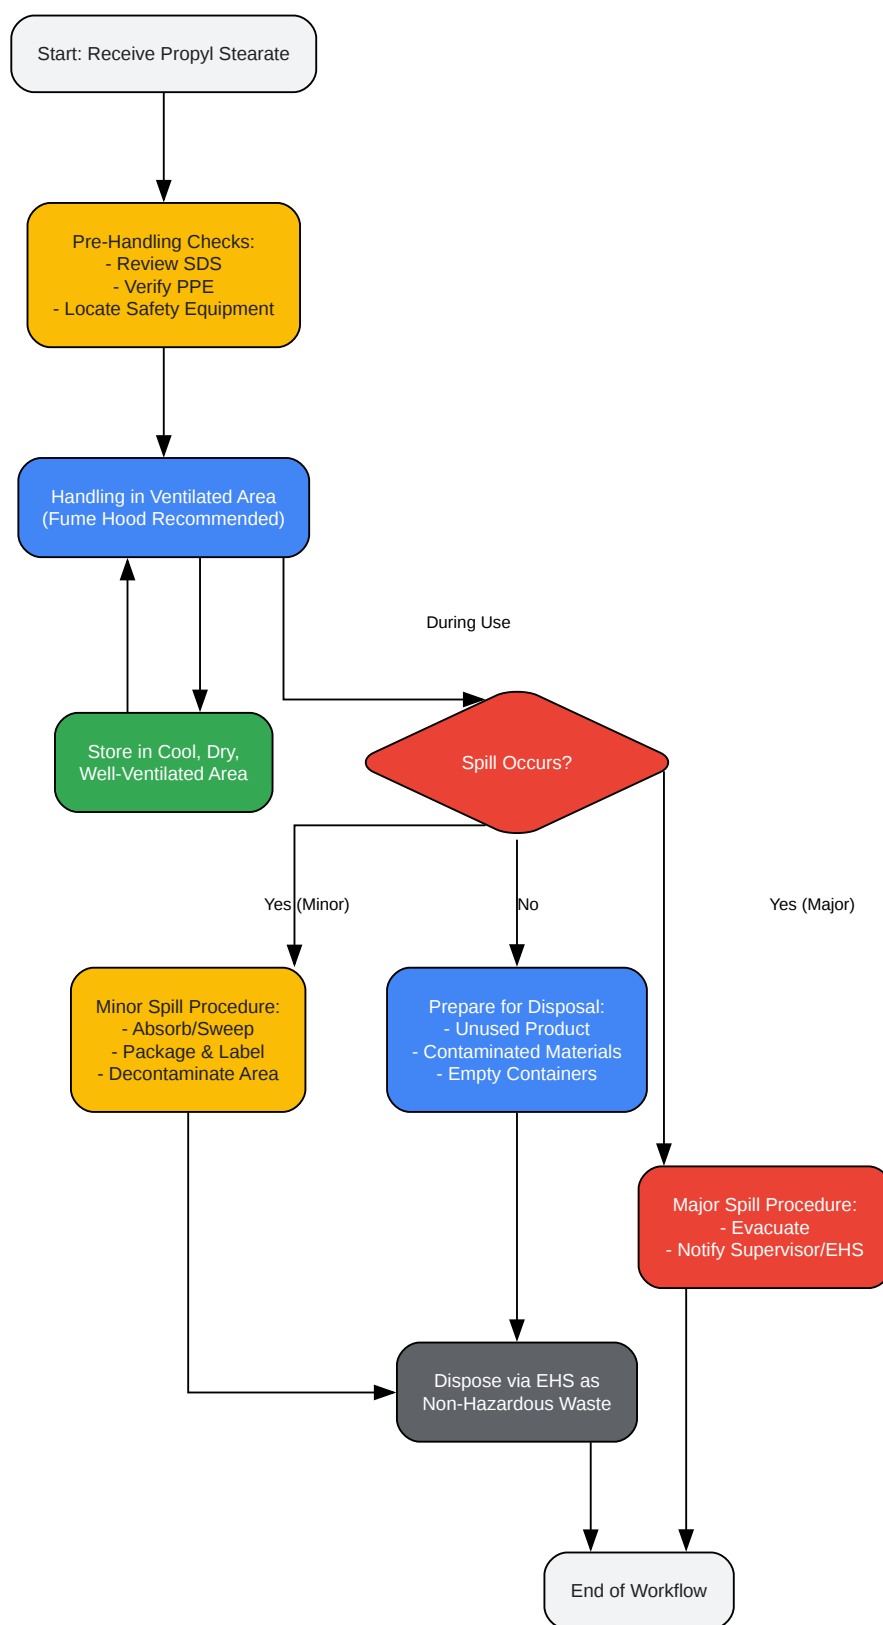 Start: Receive Propyl Stearate
Pre-Handling Checks:
- Review SDS
- Verify PPE
- Locate Safety Equipment
Handling in Ventilated Area
(Fume Hood Recommended)
During Use
Store in Cool, Dry,
Well-Ventilated Area
Spill Occurs?
Yes (Minor)
No
Yes (Major)
Minor Spill Procedure:
- Absorb/Sweep
- Package & Label
- Decontaminate Area
Prepare for Disposal:
- Unused Product
- Contaminated Materials
- Empty Containers
Major Spill Procedure:
- Evacuate
- Notify Supervisor/EHS
Dispose via EHS as
Non-Hazardous Waste
End of Workflow